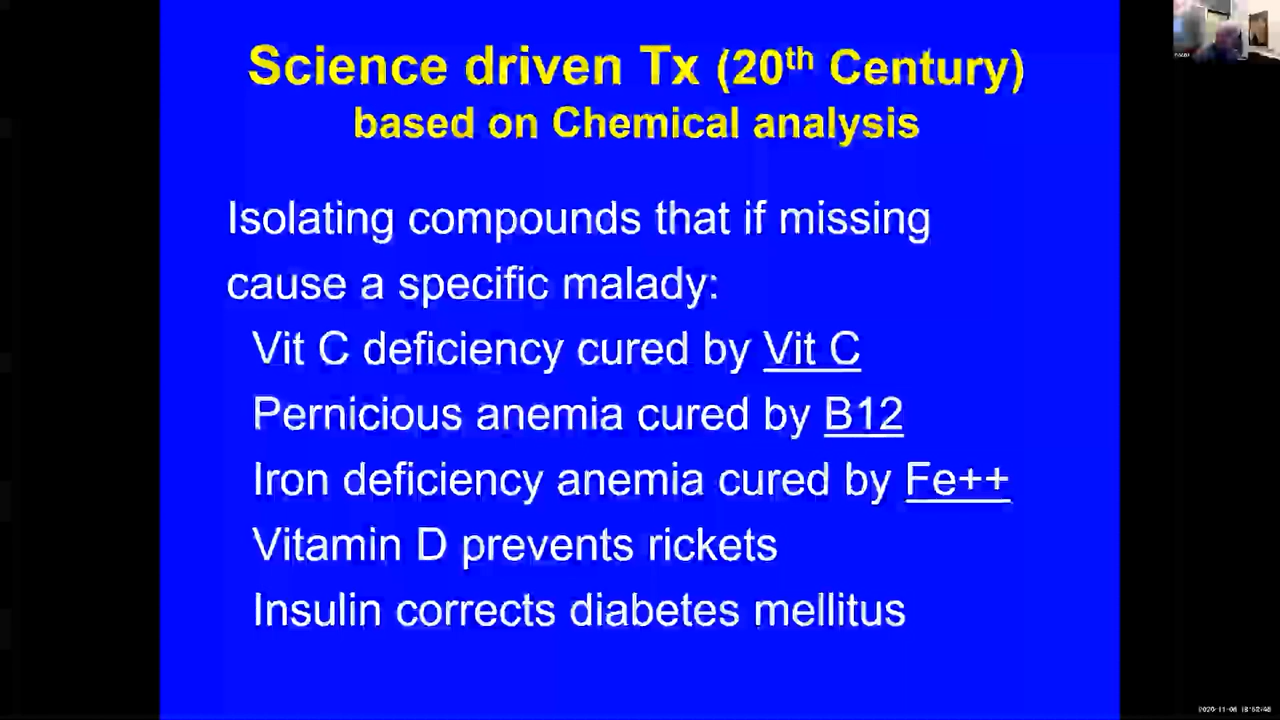 Science driven Tx (20th Century)
based on Chemical analysis
Isolating compounds that if missing
cause a specific malady:
Vit C deficiency cured by Vit C
Pernicious anemia cured by B12
Iron deficiency anemia cured by Fe++
Vitamin D prevents rickets
Insulin corrects diabetes mellitus